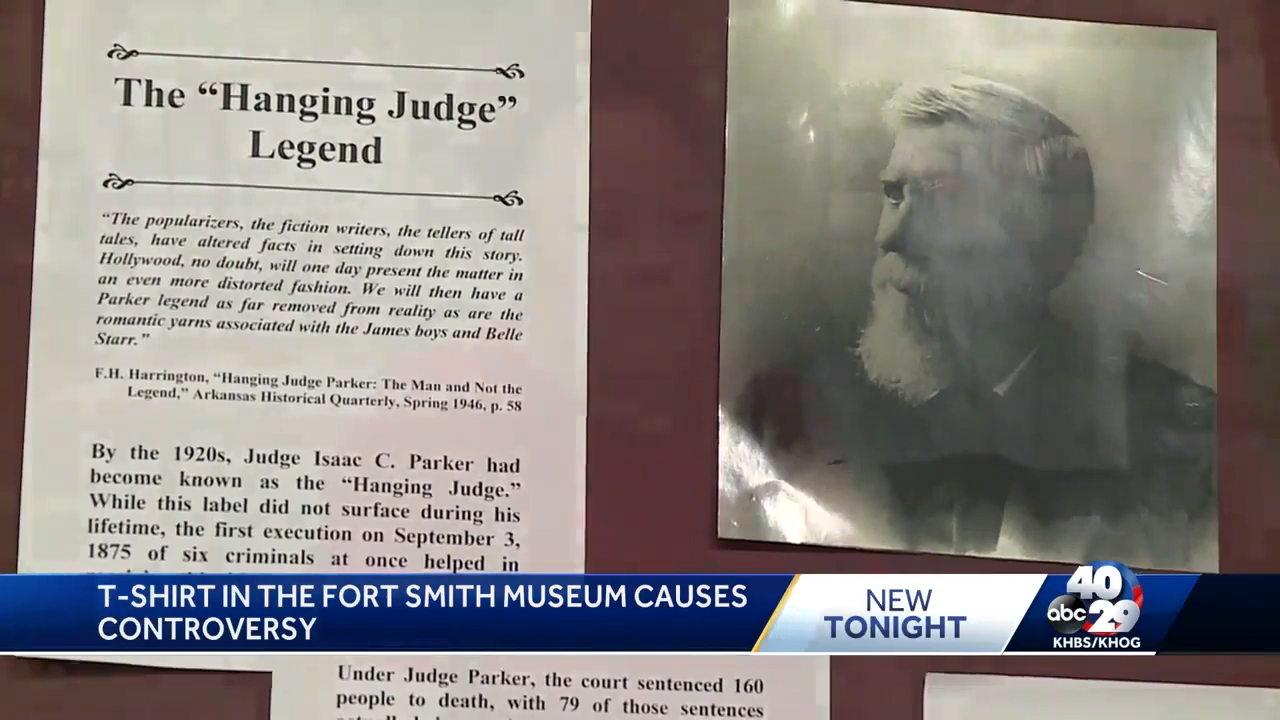 The “Hanging Judge”
Legend
“The popularizers, the fiction writers, the tellers of tall
tales, have altered facts in setting down this story.
Hollywood, no doubt, will one day present the matter in
an even more distorted fashion. We will then have a
Parker legend as far removed from reality as are the
romantic yarns associated with the James boys and Belle
Starr.”
F.H. Harrington, “Hanging Judge Parker: The Man and Not the
Legend,” Arkansas Historical Quarterly, Spring 1946, p. 58
By the 1920s, Judge Isaac C. Parker had
become known as the “Hanging Judge.”
While this label did not surface during his
lifetime, the first execution on September 3,
1875 of six criminals at once helped in
T-SHIRT IN THE FORT SMITH MUSEUM CAUSES
CONTROVERSY
NEW
TONIGHT
40
abc 29
KHBS/KHOG
Under Judge Parker, the court sentenced 160
people to death, with 79 of those sentences